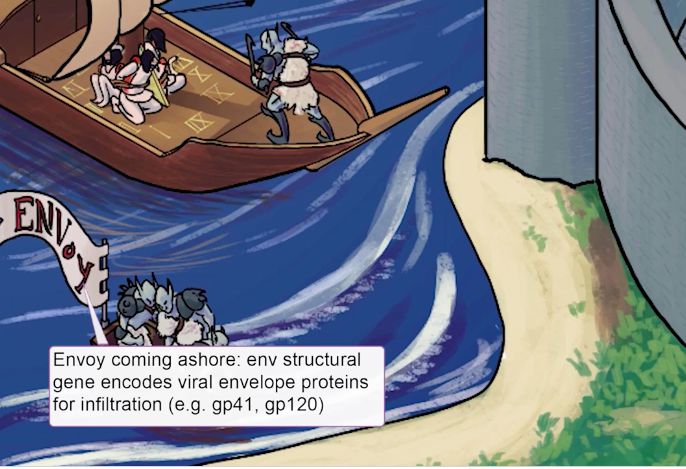 ENVOY
Envoy coming ashore: env structural
gene encodes viral envelope proteins
for infiltration (e.g. gp41, gp120)